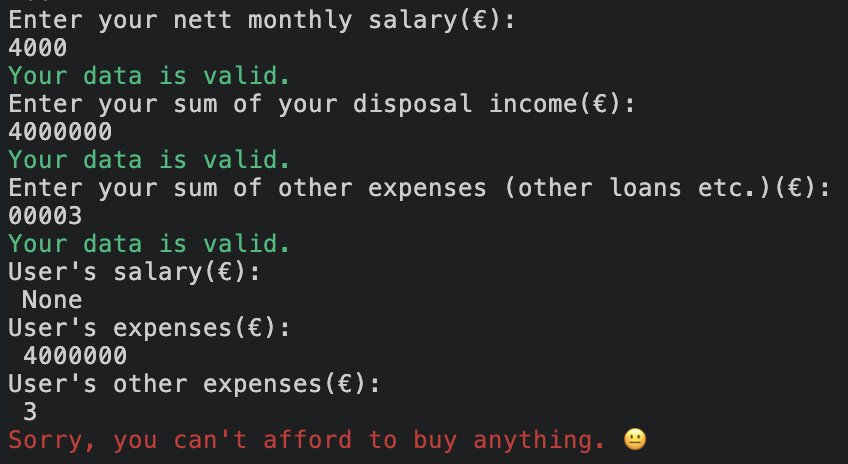 Enter your nett monthly salary(€):
4000
Your data is valid.
Enter your sum of your disposal income(€):
4000000
Your data is valid.
Enter your sum of other expenses (other loans etc.)(€):
00003
Your data is valid.
User's salary(€):
None
User's expenses(€):
4000000
User's other expenses(€):
3
Sorry, you can't afford to buy anything. 😐